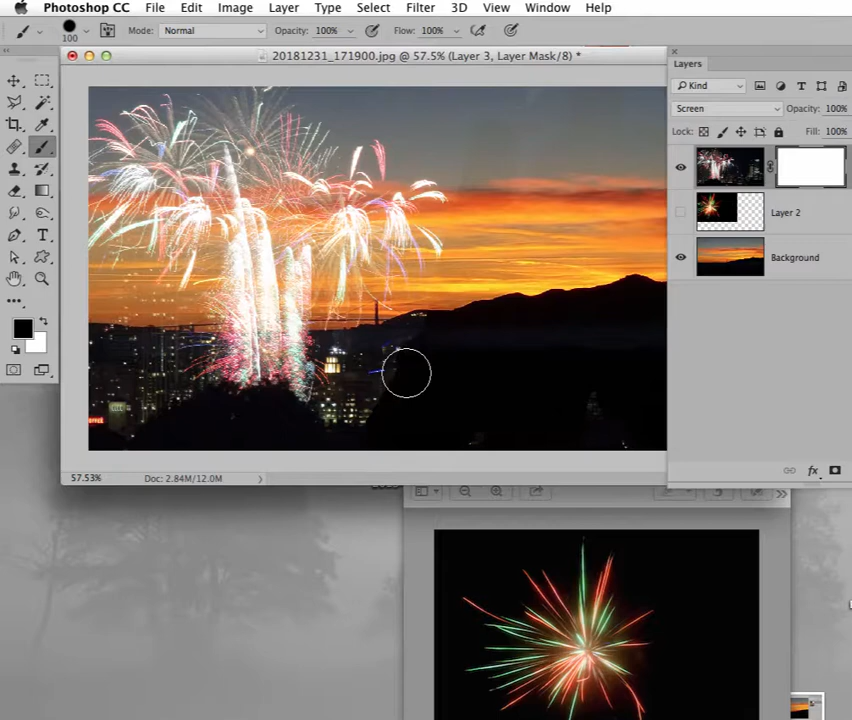 Photoshop CC File Edit Image Layer Type Select Filter 3D View Window Help
100 Mode: Normal Opacity: 100% Flow: 100%
20181231_171900.jpg @ 57.5% (Layer 3, Layer Mask/8) *
Layers
Kind
Screen Opacity: 100%
Lock: Fill: 100%
Layer 2
Background
57.53% Doc: 2.84M/12.0M
fx